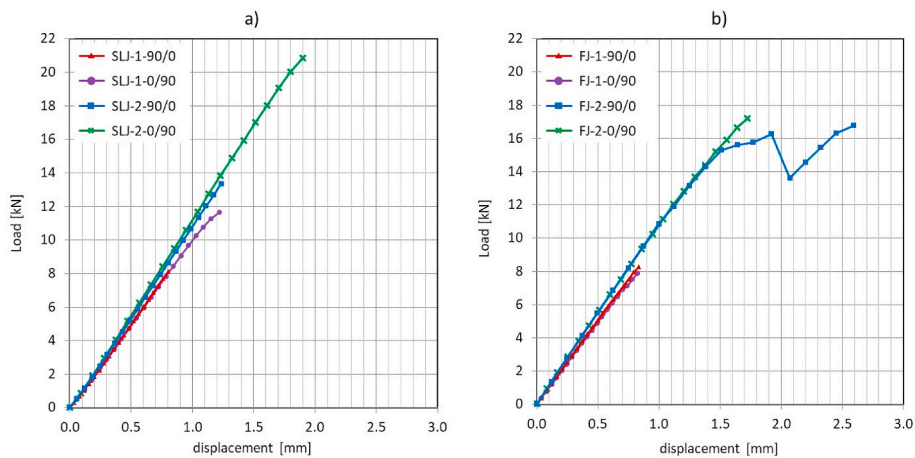 a)
22
20
18
16
14
12
10
8
6
4
2
0
Load [kN]
SLJ-1-90/0
SLJ-1-0/90
SLJ-2-90/0
SLJ-2-0/90
0.0 0.5 1.0 1.5 2.0 2.5 3.0
displacement [mm]
b)
22
20
18
16
14
12
10
8
6
4
2
0
Load [kN]
FJ-1-90/0
FJ-1-0/90
FJ-2-90/0
FJ-2-0/90
0.0 0.5 1.0 1.5 2.0 2.5 3.0
displacement [mm]